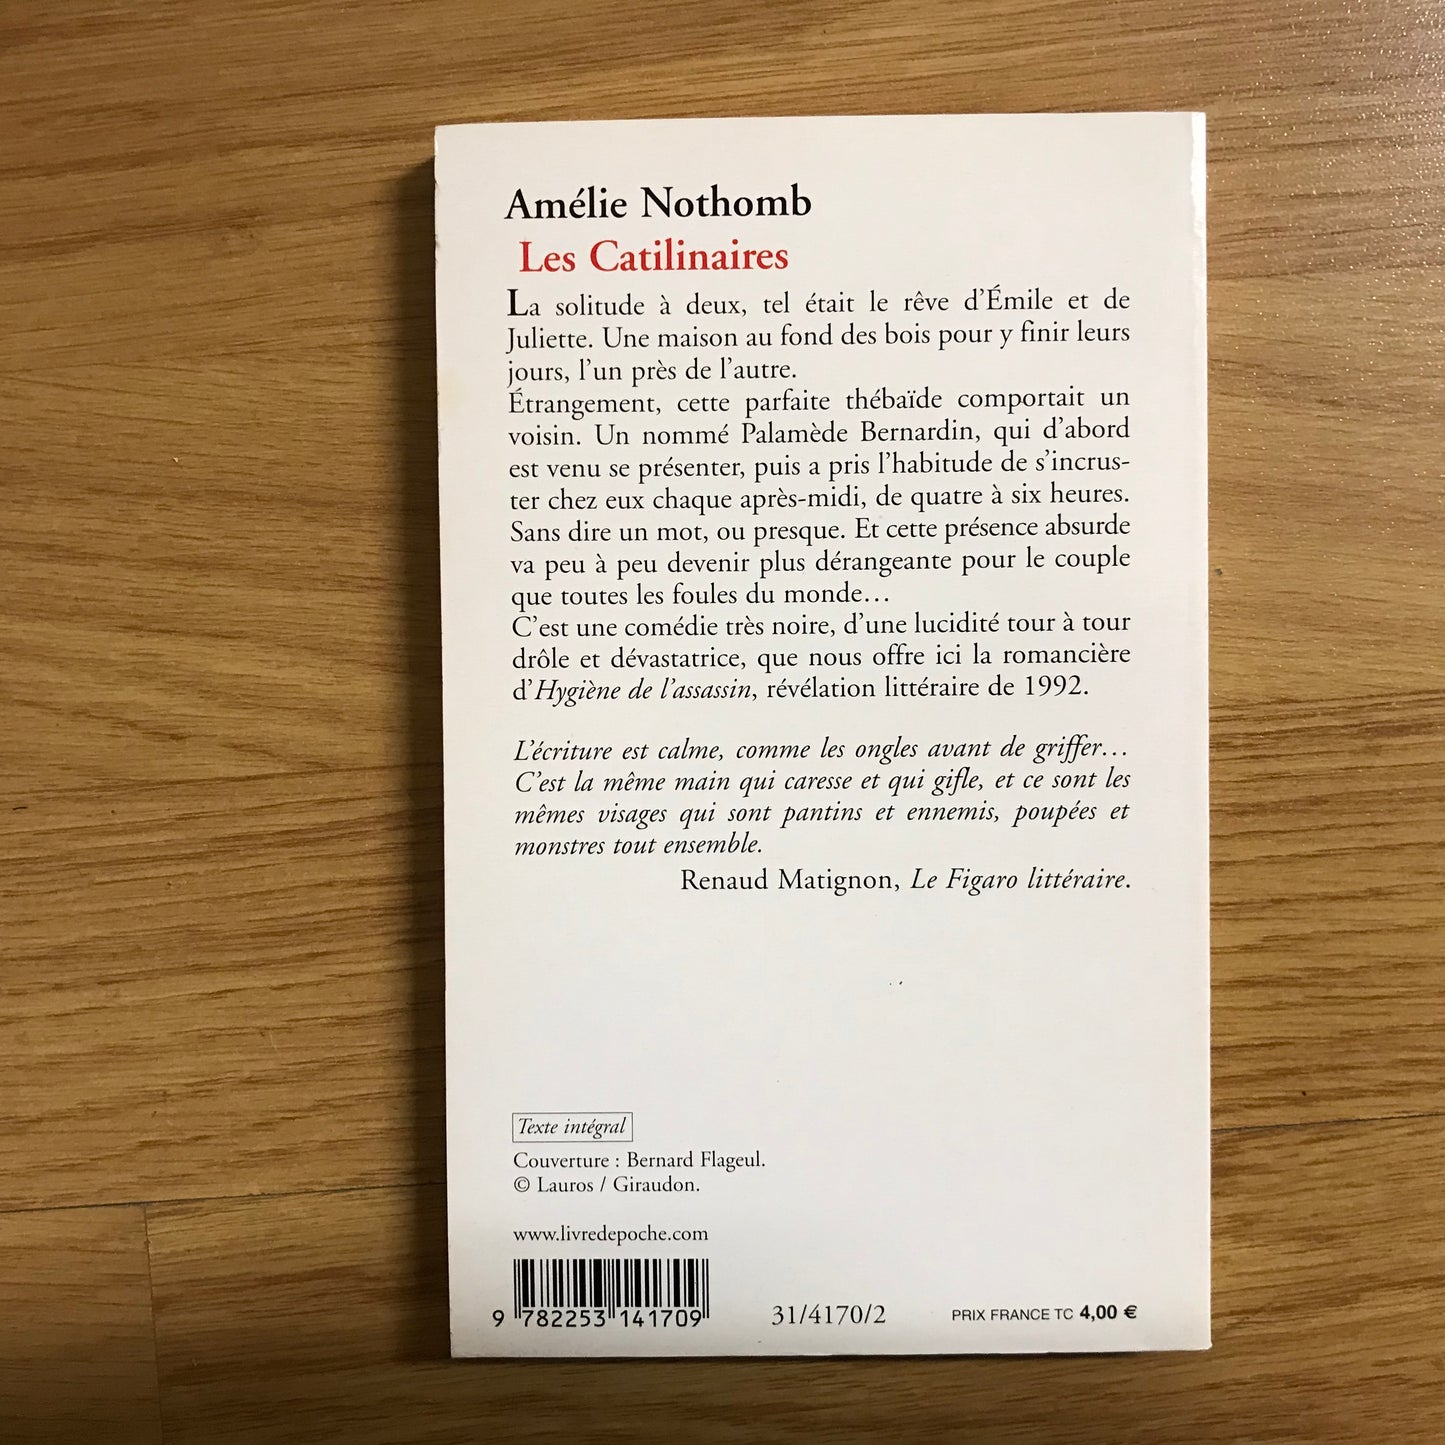 Amélie Nothomb
Les Catilinaires
La solitude à deux, tel était le rêve d’Émile et de
Juliette. Une maison au fond des bois pour y finir leurs
jours, l’un près de l’autre.
Étrangement, cette parfaite thébaïde comportait un
voisin. Un nommé Palamède Bernardin, qui d’abord
est venu se présenter, puis a pris l’habitude de s’incrus-
ter chez eux chaque après-midi, de quatre à six heures.
Sans dire un mot, ou presque. Et cette présence absurde
va peu à peu devenir plus dérangeante pour le couple
que toutes les foules du monde…
C’est une comédie très noire, d’une lucidité tour à tour
drôle et dévastatrice, que nous offre ici la romancière
d’Hygiène de l’assassin, révélation littéraire de 1992.
L’écriture est calme, comme les ongles avant de griffer…
C’est la même main qui caresse et qui gifle, et ce sont les
mêmes visages qui sont pantins et ennemis, poupées et
monstres tout ensemble.
Renaud Matignon, Le Figaro littéraire.
Texte intégral
Couverture : Bernard Flageul.
© Lauros / Giraudon.
www.livredepoche.com
9 782253 141709
31/4170/2
PRIX FRANCE TC 4,00 €